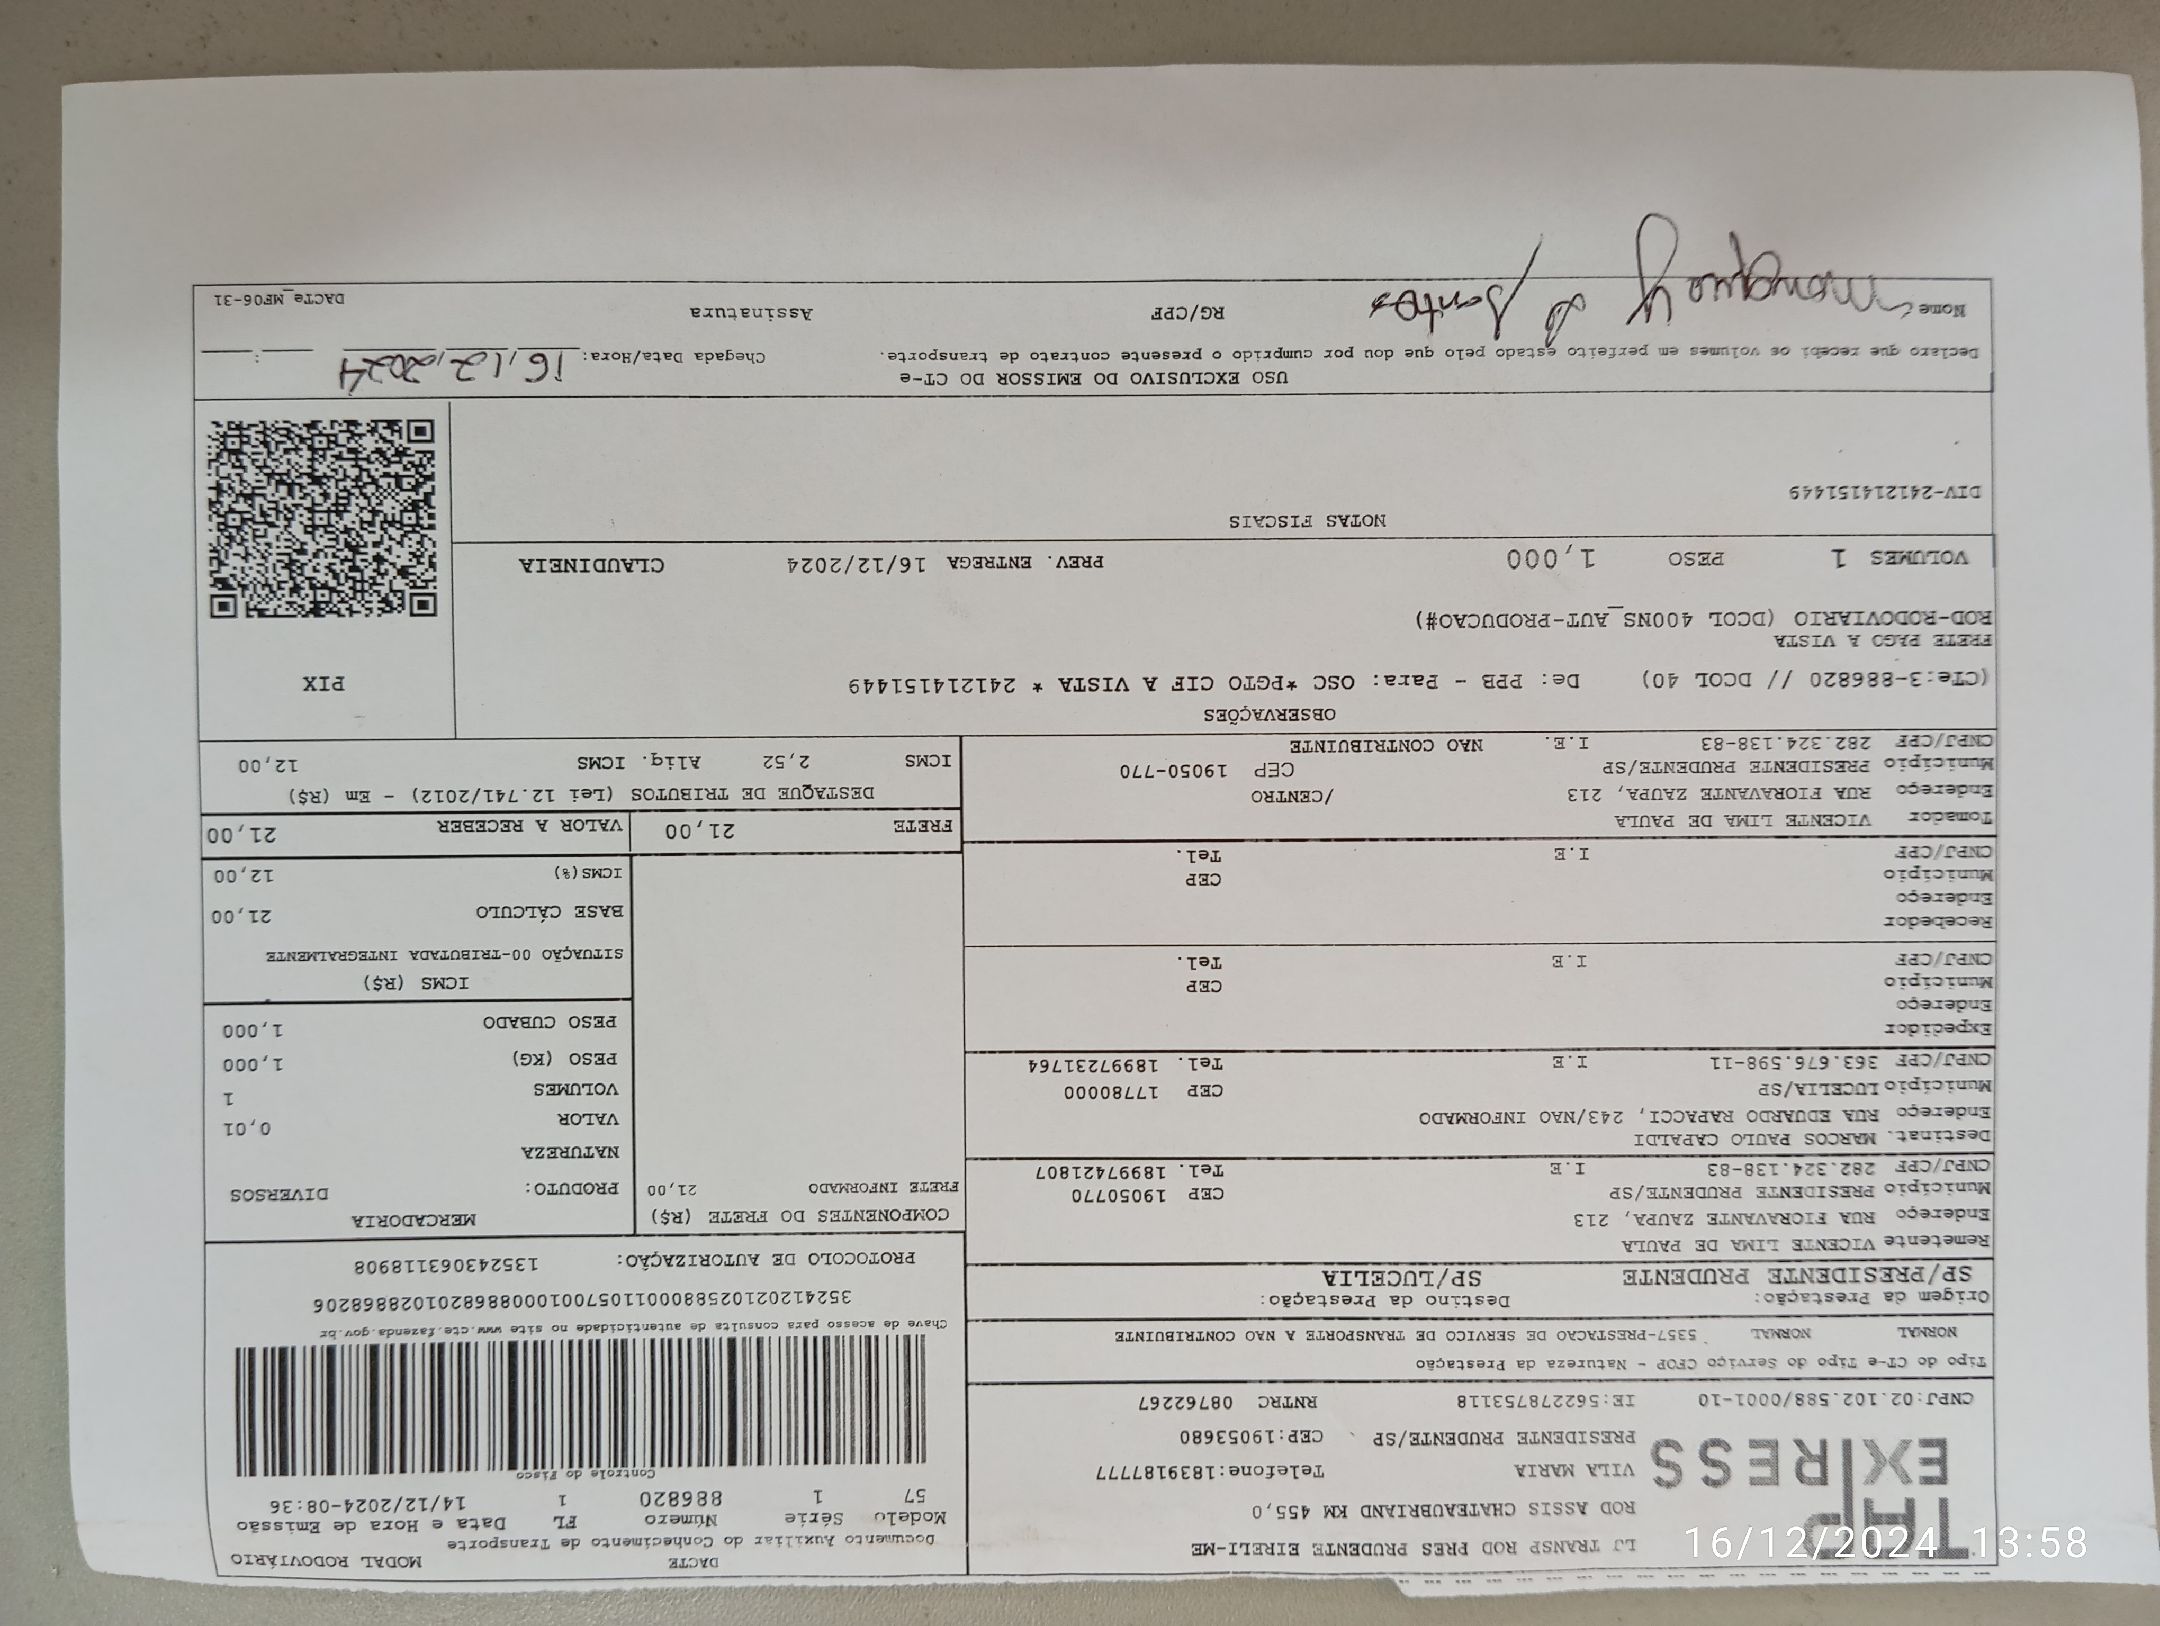 TAP
EXPRESS
LJ TRANSP ROD PRES PRUDENTE EIRELI-ME
ROD ASSIS CHATEAUBRIAND KM 455,0
VILA MARIA Telefone:1839187777
PRESIDENTE PRUDENTE/SP CEP:19053680
CNPJ:02.102.588/0001-10 IE:562278753118 RNTRC 08762267
DACTE MODAL RODOVIÁRIO
Documento Auxiliar do Conhecimento de Transporte
Modelo Série Número FL Data e Hora de Emissão
57 1 886820 1 14/12/2024-08:36
Controle do Fisco
Chave de acesso para consulta de autenticidade no site www.cte.fazenda.gov.br
35241202102588000110570010008868201028868206
PROTOCOLO DE AUTORIZAÇÃO: 135243063118908
Tipo do CT-e Tipo do Serviço CFOP - Natureza da Prestação
NORMAL NORMAL 5357-PRESTACAO DE SERVICO DE TRANSPORTE A NAO CONTRIBUINTE
Origem da Prestação: Destino da Prestação:
SP/PRESIDENTE PRUDENTE SP/LUCELIA
Remetente VICENTE LIMA DE PAULA
Endereço RUA FIORAVANTE ZAUPA, 213
Município PRESIDENTE PRUDENTE/SP CEP 19050770
CNPJ/CPF 282.324.138-83 I.E Tel. 18997421807
Destinat. MARCOS PAULO CAPALDI
Endereço RUA EDUARDO RAPACCI, 243/NAO INFORMADO
Município LUCELIA/SP CEP 17780000
CNPJ/CPF 363.676.598-11 I.E Tel. 18997231764
Expedidor
Endereço
Município CEP
CNPJ/CPF I.E Tel.
Recebedor
Endereço
Município CEP
CNPJ/CPF I.E Tel.
Tomador VICENTE LIMA DE PAULA
Endereço RUA FIORAVANTE ZAUPA, 213 /CENTRO
Município PRESIDENTE PRUDENTE/SP CEP 19050-770
CNPJ/CPF 282.324.138-83 I.E. NAO CONTRIBUINTE
COMPONENTES DO FRETE (R$)
FRETE INFORMADO 21,00
MERCADORIA
PRODUTO: DIVERSOS
NATUREZA
VALOR 0,01
VOLUMES 1
PESO (KG) 1,000
PESO CUBADO 1,000
ICMS (R$)
SITUAÇÃO 00-TRIBUTADA INTEGRALMENTE
BASE CÁLCULO 21,00
ICMS(%) 12,00
FRETE 21,00 VALOR A RECEBER 21,00
DESTAQUE DE TRIBUTOS (Lei 12.741/2012) - Em (R$)
ICMS 2,52 Aliq. ICMS 12,00
OBSERVAÇÕES
(CTe:3-886820 // DCOL 40) De: PPB - Para: OSC *PGTO CIF A VISTA * 241214151449
FRETE PAGO A VISTA
ROD-RODOVIARIO (DCOL 400NS_AUT-PRODUCAO#)
PIX
VOLUMES 1 PESO 1,000 PREV. ENTREGA 16/12/2024 CLAUDINEIA
NOTAS FISCAIS
DIV-241214151449
USO EXCLUSIVO DO EMISSOR DO CT-e
Declaro que recebi os volumes em perfeito estado pelo que dou por cumprido o presente contrato de transporte. Chegada Data/Hora: 16,12,2024 :
Nome: Santos RG/CPF Assinatura
DACTe_MF06-31
16/12/2024 13:58